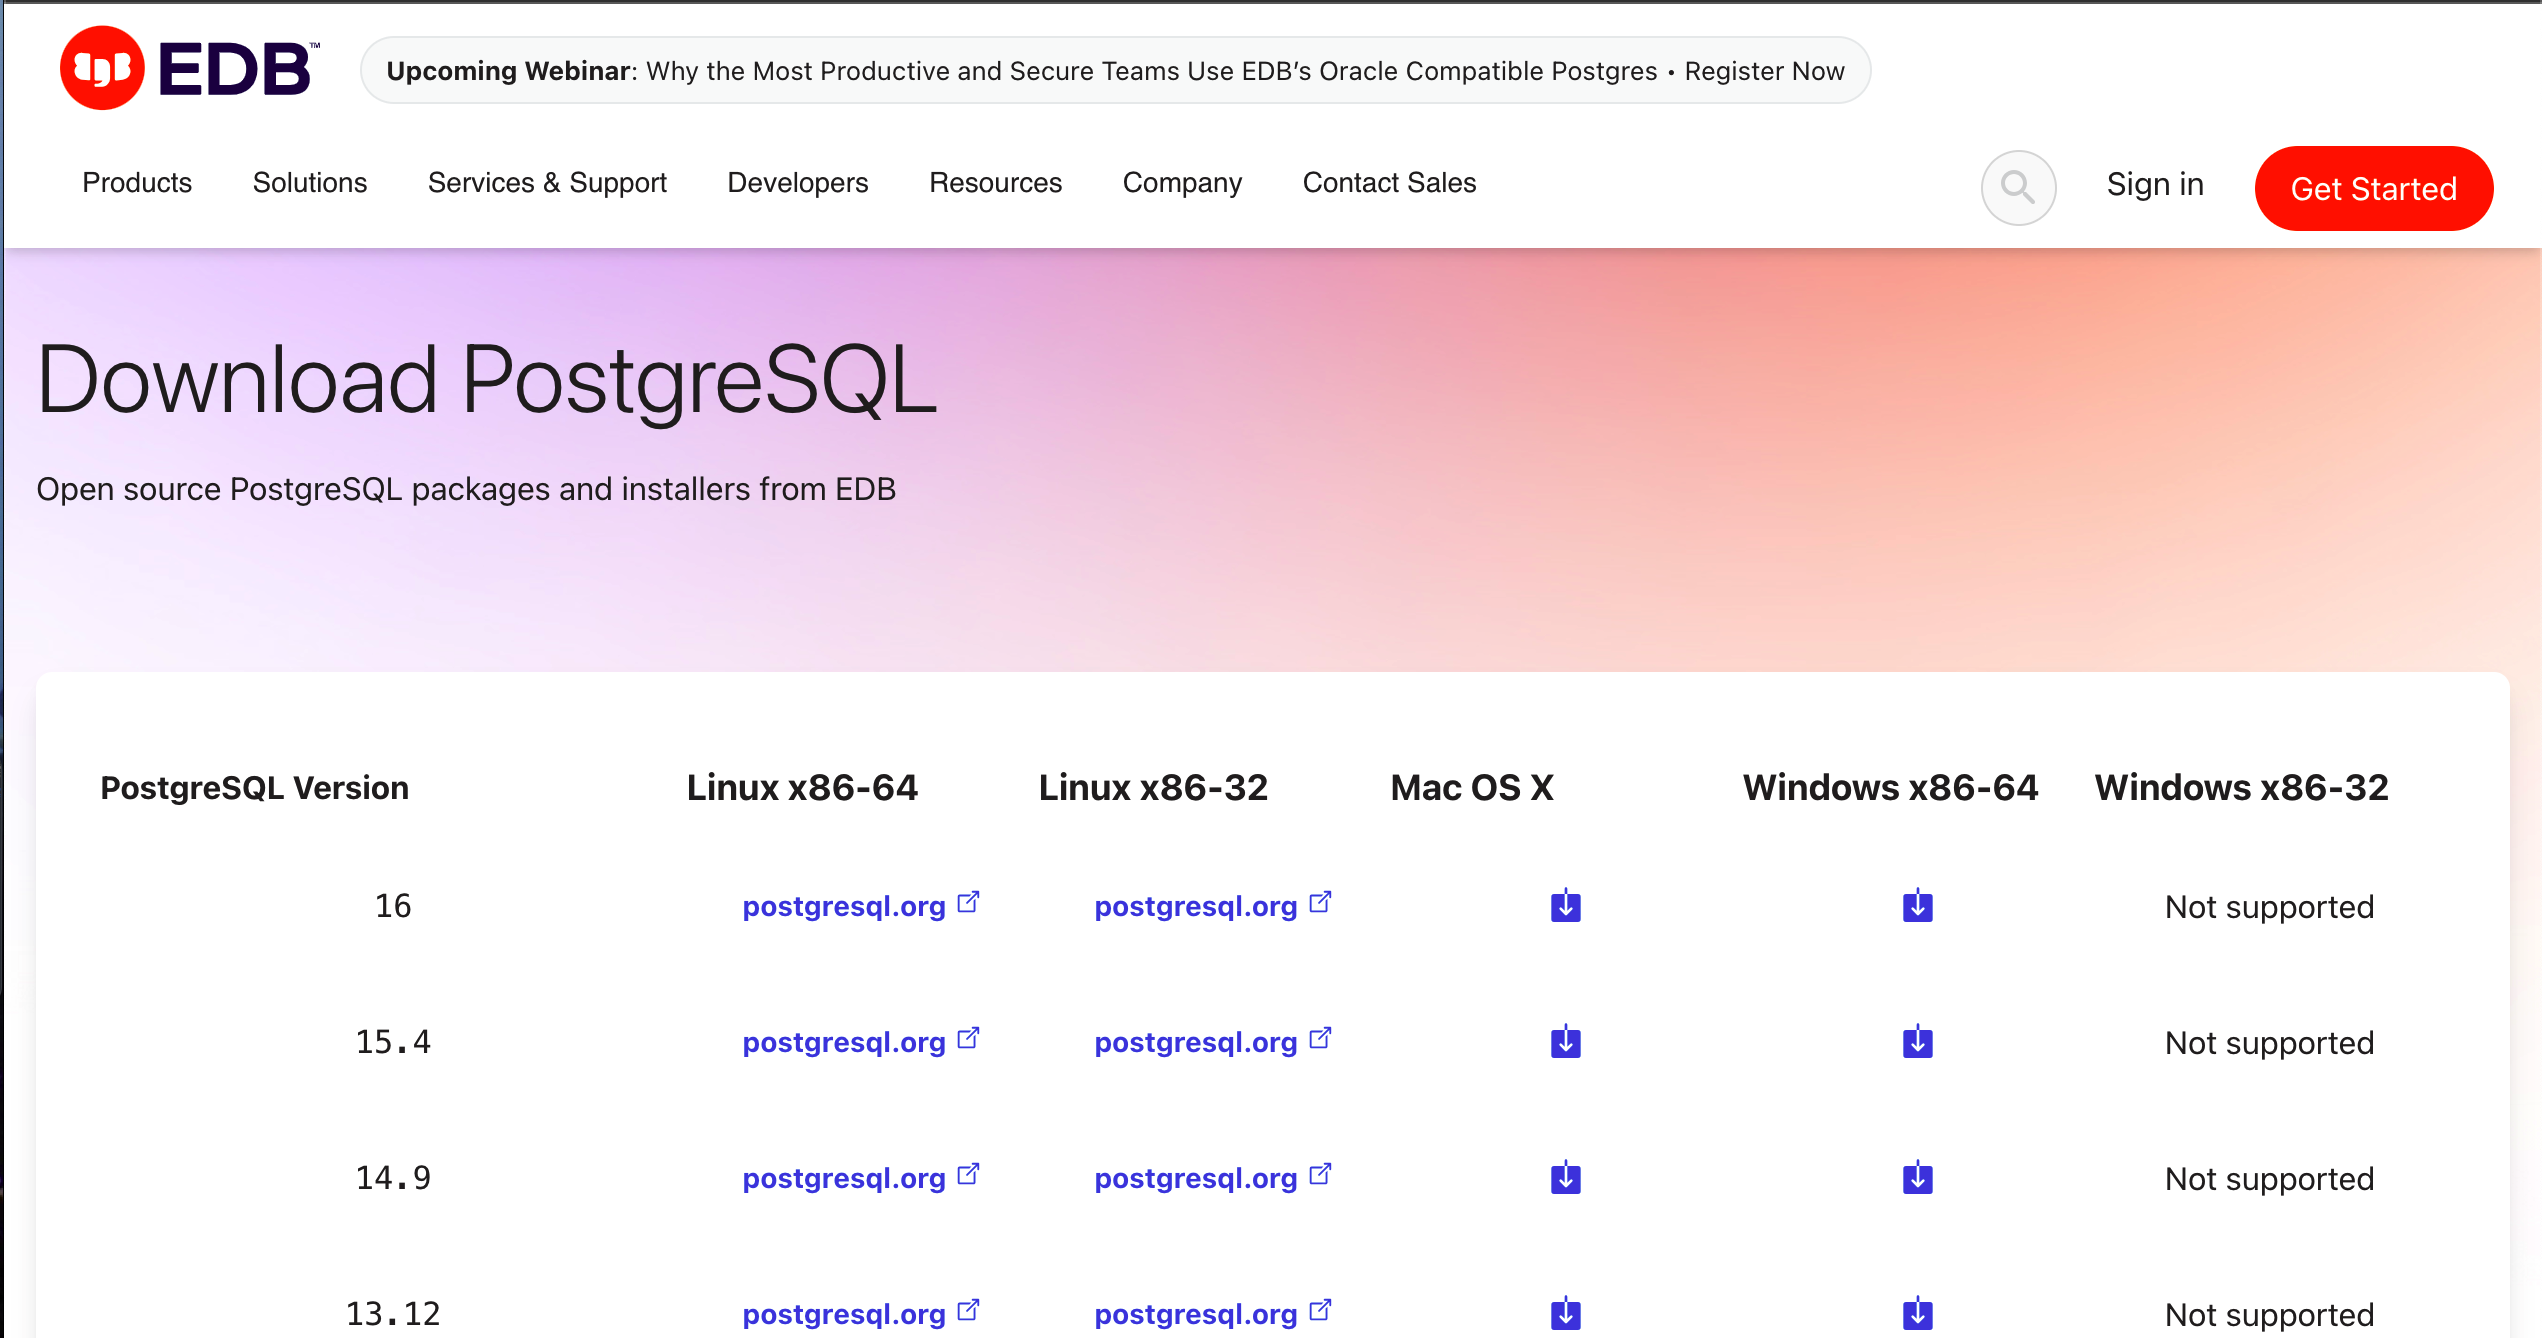 EDB™
Upcoming Webinar: Why the Most Productive and Secure Teams Use EDB’s Oracle Compatible Postgres • Register Now
Products Solutions Services & Support Developers Resources Company Contact Sales Sign in Get Started
Download PostgreSQL
Open source PostgreSQL packages and installers from EDB
PostgreSQL Version Linux x86-64 Linux x86-32 Mac OS X Windows x86-64 Windows x86-32
16 postgresql.org postgresql.org Not supported
15.4 postgresql.org postgresql.org Not supported
14.9 postgresql.org postgresql.org Not supported
13.12 postgresql.org postgresql.org Not supported